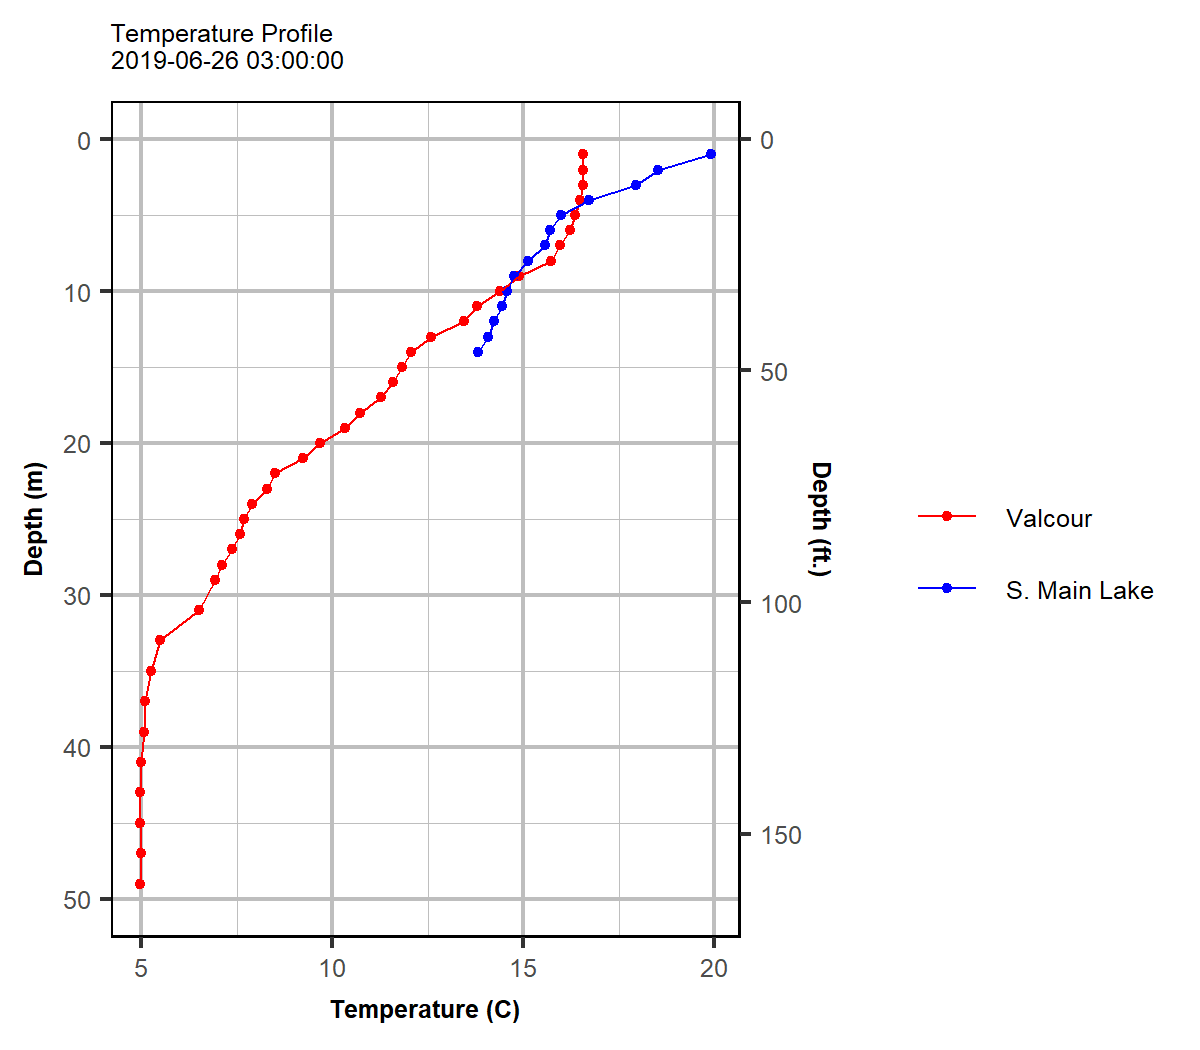 Temperature Profile
2019-06-26 03:00:00
0
10
20
30
40
50
Depth (m)
0
50
100
150
Depth (ft.)
5 10 15 20
Temperature (C)
Valcour
S. Main Lake